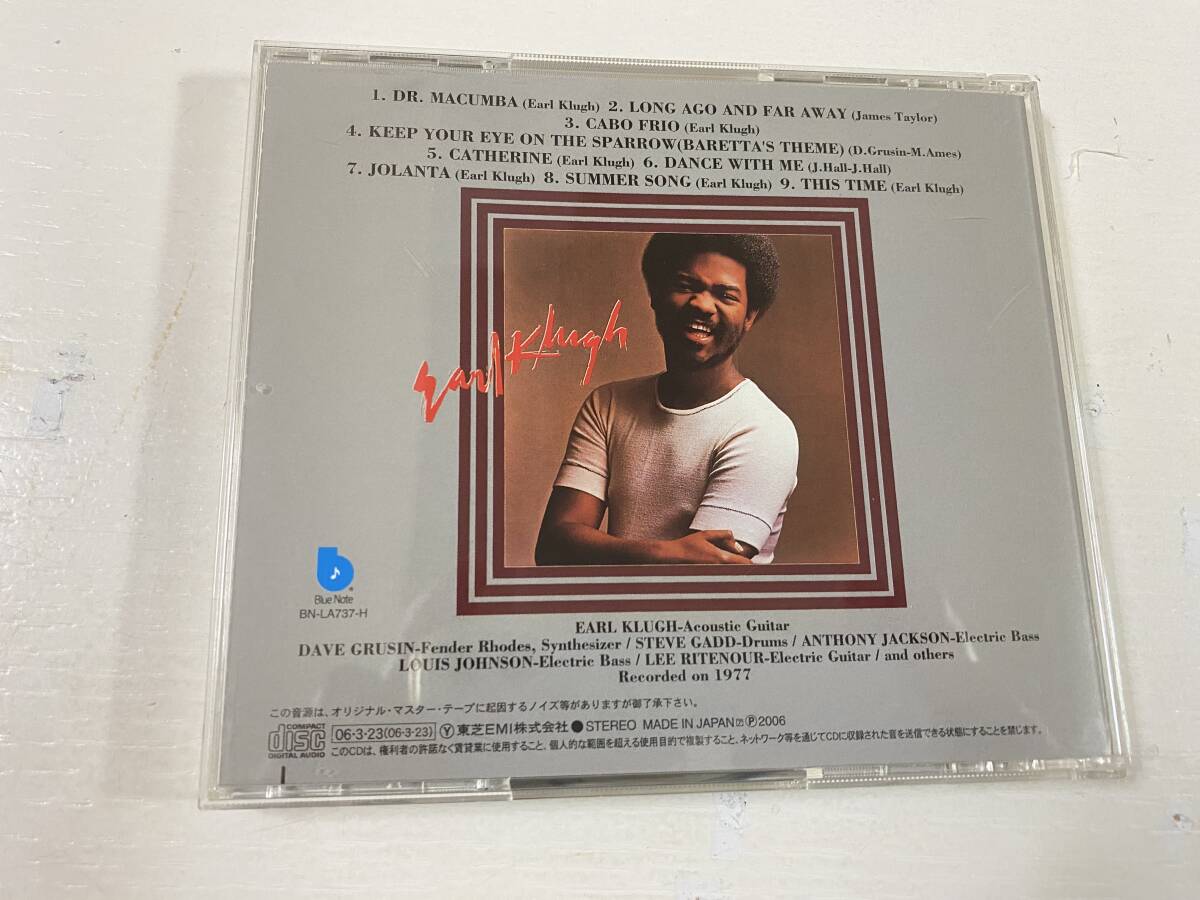 1. DR. MACUMBA (Earl Klugh) 2. LONG AGO AND FAR AWAY (James Taylor)
3. CABO FRIO (Earl Klugh)
4. KEEP YOUR EYE ON THE SPARROW(BARETTA'S THEME) (D.Grusin-M.Ames)
5. CATHERINE (Earl Klugh) 6. DANCE WITH ME (J.Hall-J.Hall)
7. JOLANTA (Earl Klugh) 8. SUMMER SONG (Earl Klugh) 9. THIS TIME (Earl Klugh)
Earl Klugh
Blue Note
BN-LA737-H
EARL KLUGH-Acoustic Guitar
DAVE GRUSIN-Fender Rhodes, Synthesizer / STEVE GADD-Drums / ANTHONY JACKSON-Electric Bass
LOUIS JOHNSON-Electric Bass / LEE RITENOUR-Electric Guitar / and others
Recorded on 1977
この音源は、オリジナル・マスター・テープに起因するノイズ等がありますが御了承下さい。
COMPACT disc DIGITAL AUDIO
06-3-23(06-3-23) Ⓨ東芝EMI株式会社●STEREO MADE IN JAPAN Ⓟ2006
このCDは、権利者の許諾なく賃貸業に使用すること、個人的な範囲を超える使用目的で複製すること、ネットワーク等を通じてCDに収録された音を送信できる状態にすることを禁じます。